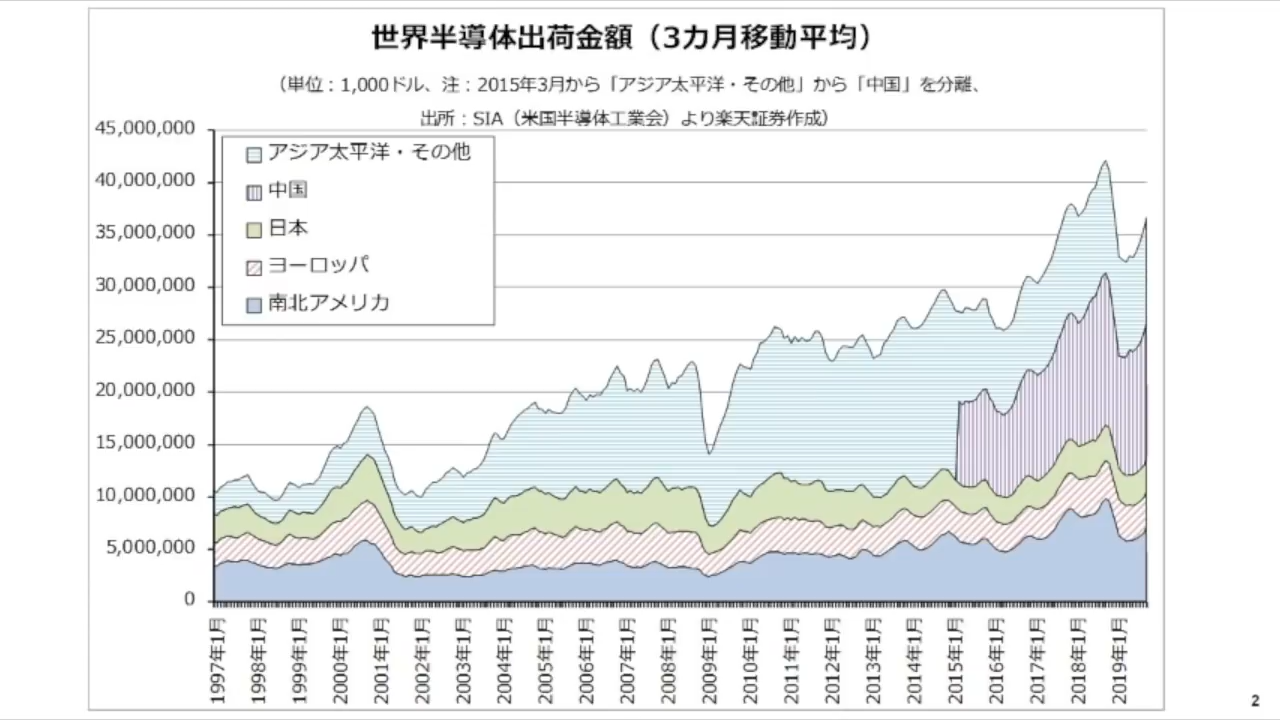 世界半導体出荷金額（3カ月移動平均）
（単位：1,000ドル、注：2015年3月から「アジア太平洋・その他」から「中国」を分離、
出所：SIA（米国半導体工業会）より楽天証券作成）
45,000,000
40,000,000
35,000,000
30,000,000
25,000,000
20,000,000
15,000,000
10,000,000
5,000,000
0
アジア太平洋・その他
中国
日本
ヨーロッパ
南北アメリカ
1997年1月
1998年1月
1999年1月
2000年1月
2001年1月
2002年1月
2003年1月
2004年1月
2005年1月
2006年1月
2007年1月
2008年1月
2009年1月
2010年1月
2011年1月
2012年1月
2013年1月
2014年1月
2015年1月
2016年1月
2017年1月
2018年1月
2019年1月
2